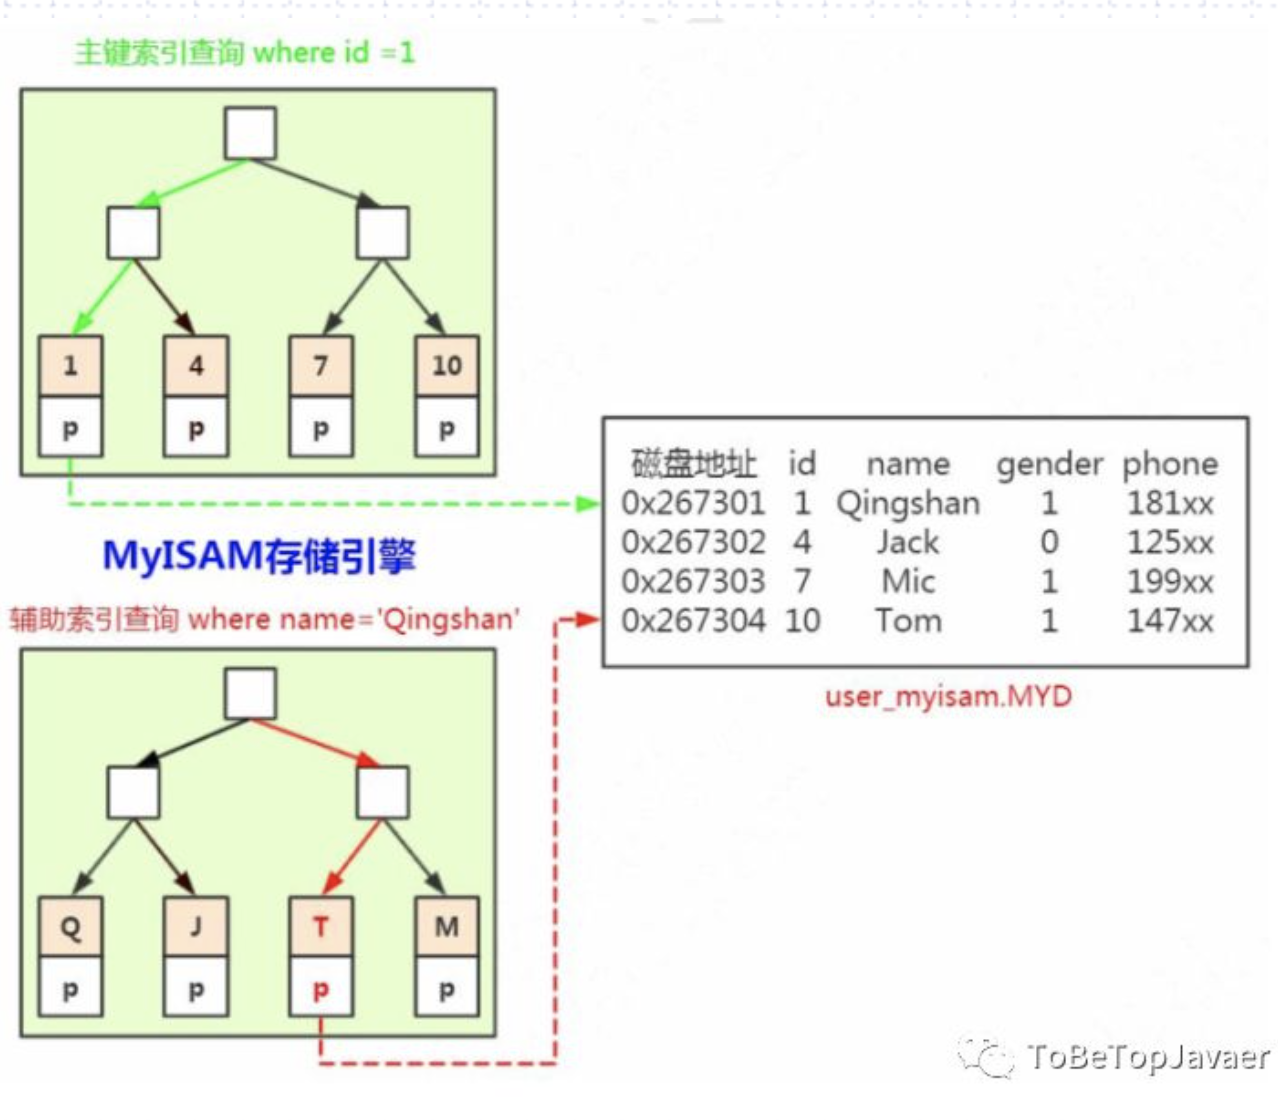 主键索引查询 where id =1
1 4 7 10
p p p p
磁盘地址 id name gender phone
0x267301 1 Qingshan 1 181xx
0x267302 4 Jack 0 125xx
0x267303 7 Mic 1 199xx
0x267304 10 Tom 1 147xx
user_myisam.MYD
MyISAM存储引擎
辅助索引查询 where name='Qingshan'
Q J T M
p p p p
ToBeTopJavaer